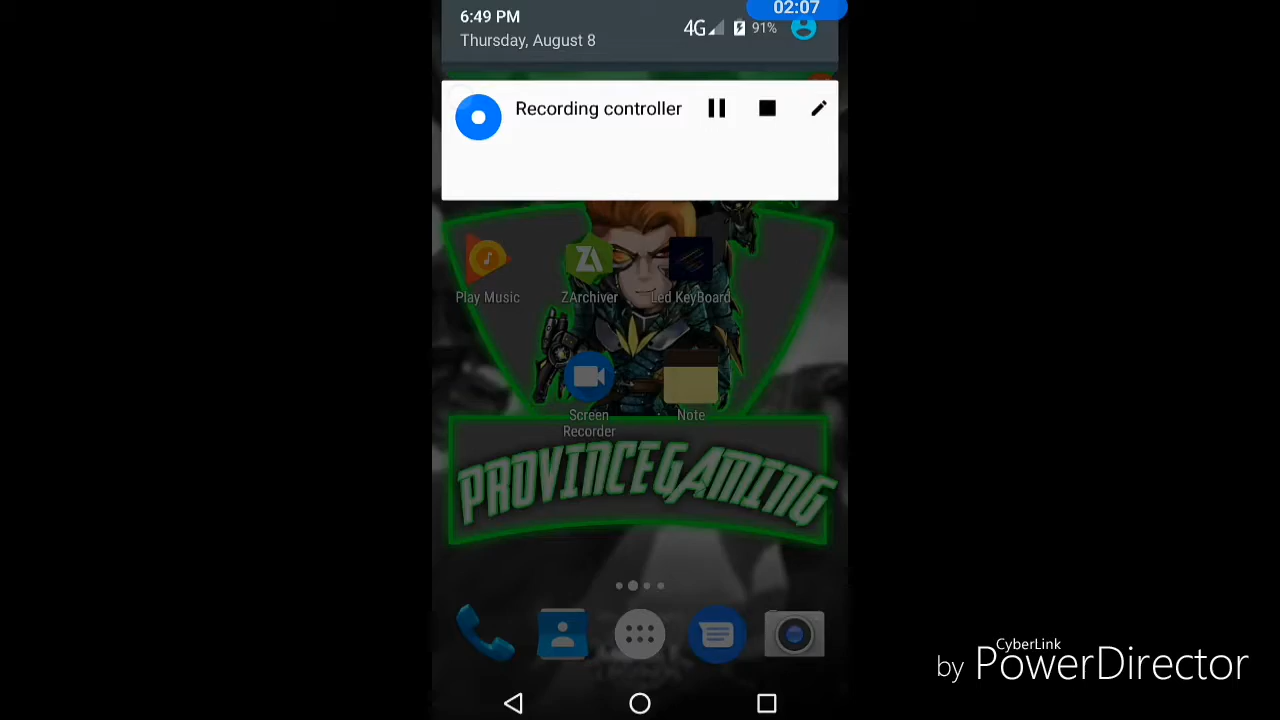 02:07
6:49 PM
4G 91%
Thursday, August 8
Recording controller
Play Music
ZArchiver
Led KeyBoard
ZA
Screen
Recorder
Note
PROVINCEGAMING
CyberLink
by PowerDirector